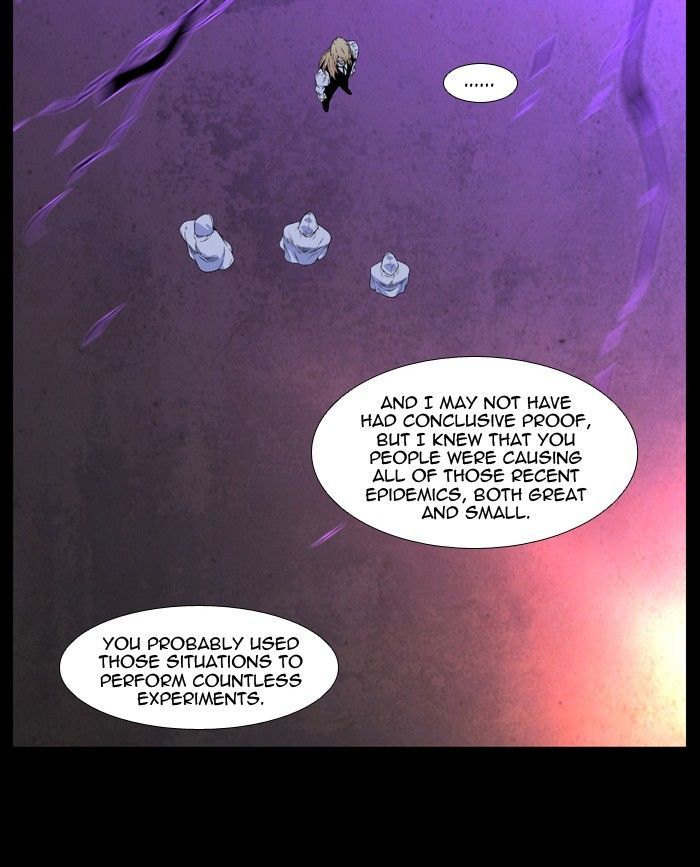 ......
AND I MAY NOT HAVE
HAD CONCLUSIVE PROOF,
BUT I KNEW THAT YOU
PEOPLE WERE CAUSING
ALL OF THOSE RECENT
EPIDEMICS, BOTH GREAT
AND SMALL.
YOU PROBABLY USED
THOSE SITUATIONS TO
PERFORM COUNTLESS
EXPERIMENTS.